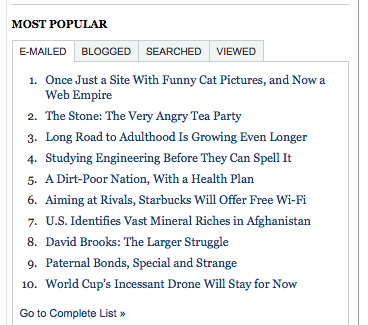 MOST POPULAR
E-MAILED BLOGGED SEARCHED VIEWED
1. Once Just a Site With Funny Cat Pictures, and Now a
Web Empire
2. The Stone: The Very Angry Tea Party
3. Long Road to Adulthood Is Growing Even Longer
4. Studying Engineering Before They Can Spell It
5. A Dirt-Poor Nation, With a Health Plan
6. Aiming at Rivals, Starbucks Will Offer Free Wi-Fi
7. U.S. Identifies Vast Mineral Riches in Afghanistan
8. David Brooks: The Larger Struggle
9. Paternal Bonds, Special and Strange
10. World Cup's Incessant Drone Will Stay for Now
Go to Complete List »